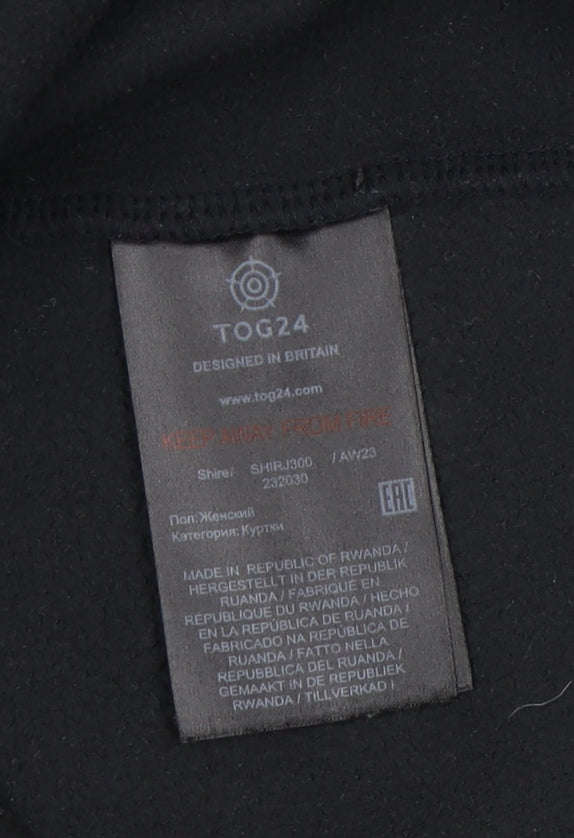 TOG24
DESIGNED IN BRITAIN
www.tog24.com
KEEP AWAY FROM FIRE
Shire/ SHIRJ300 / AW23
232030
EAC
Пол: Женский
Категория: Куртки
MADE IN REPUBLIC OF RWANDA /
HERGESTELLT IN DER REPUBLIK
RUANDA / FABRIQUÉ EN
RÉPUBLIQUE DU RWANDA / HECHO
EN LA REPÚBLICA DE RUANDA /
FABRICADO NA REPÚBLICA DE
RUANDA / FATTO NELLA
REPUBBLICA DEL RUANDA /
GEMAAKT IN DE REPUBLIEK
RWANDA / TILLVERKAD I